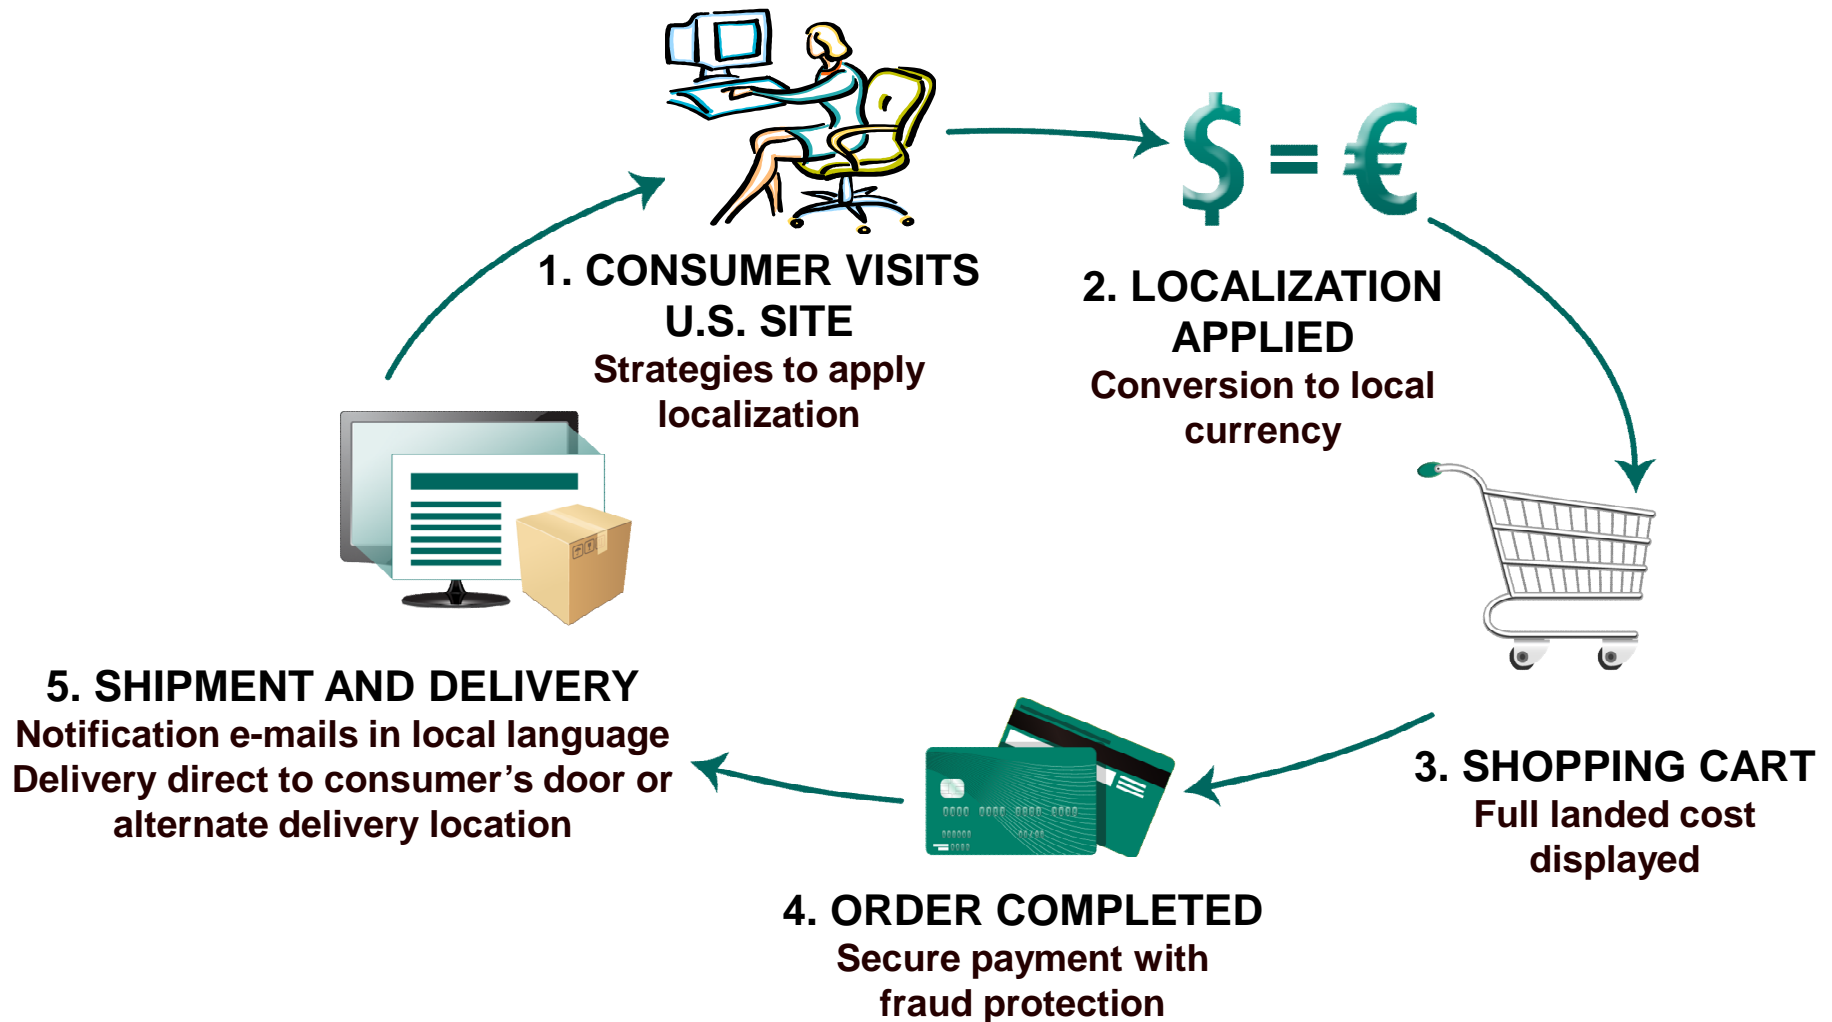 $ = €
1. CONSUMER VISITS
U.S. SITE
Strategies to apply
localization
2. LOCALIZATION
APPLIED
Conversion to local
currency
3. SHOPPING CART
Full landed cost
displayed
4. ORDER COMPLETED
Secure payment with
fraud protection
5. SHIPMENT AND DELIVERY
Notification e-mails in local language
Delivery direct to consumer’s door or
alternate delivery location